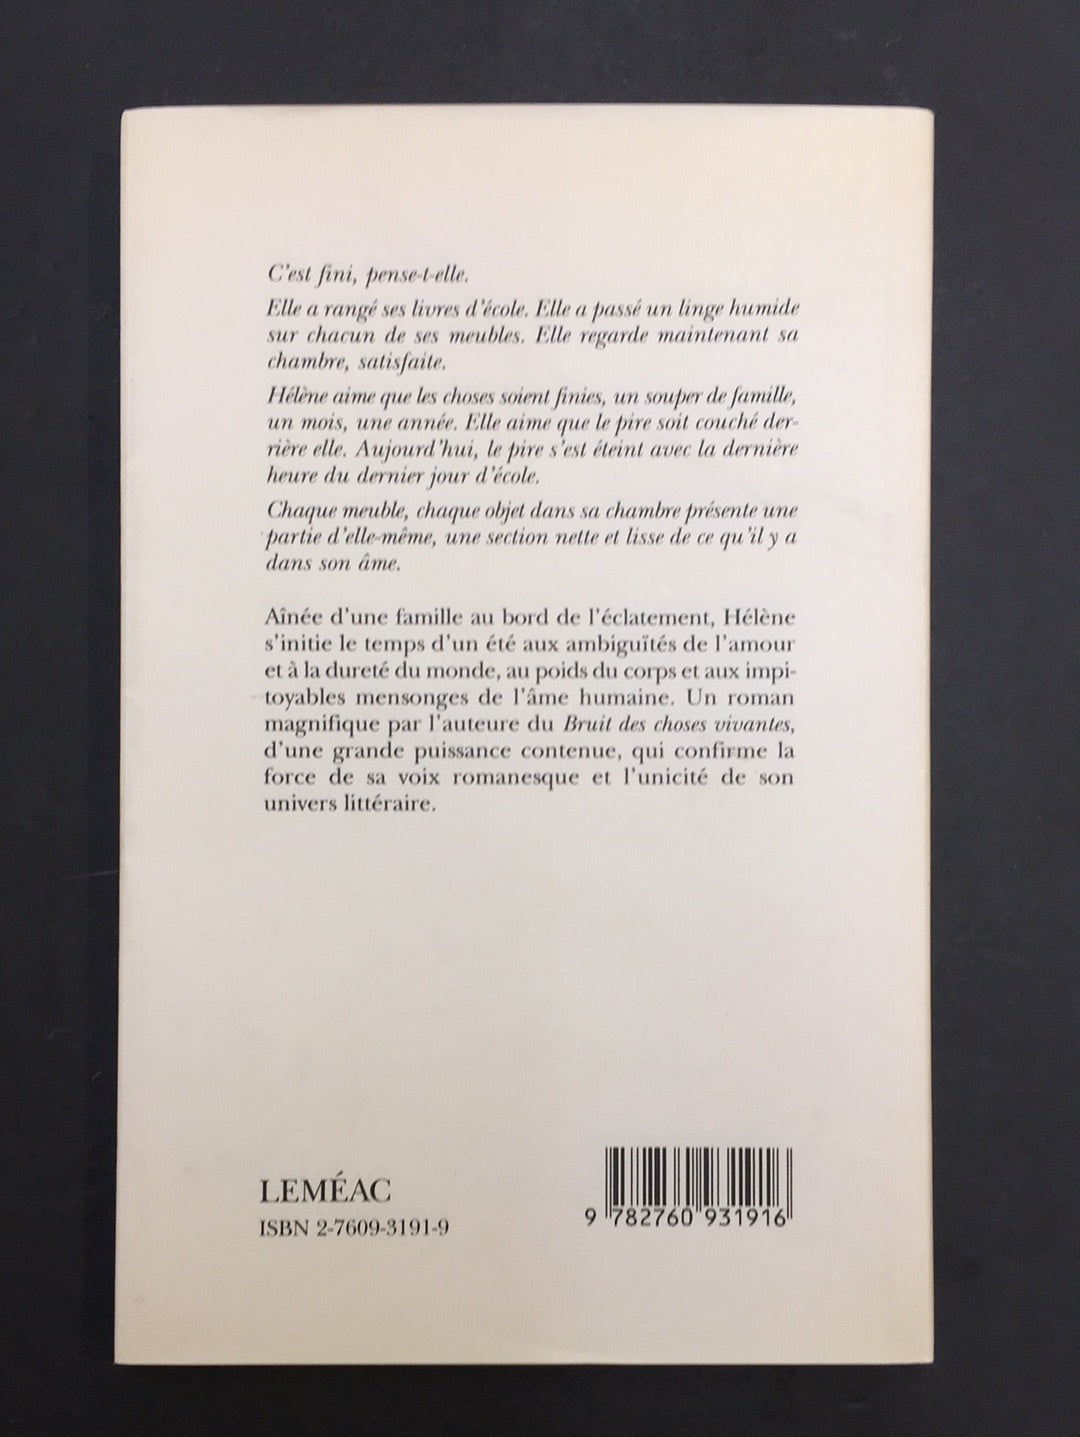 C'est fini, pense-t-elle.
Elle a rangé ses livres d'école. Elle a passé un linge humide
sur chacun de ses meubles. Elle regarde maintenant sa
chambre, satisfaite.
Hélène aime que les choses soient finies, un souper de famille,
un mois, une année. Elle aime que le pire soit couché der-
rière elle. Aujourd'hui, le pire s'est éteint avec la dernière
heure du dernier jour d'école.
Chaque meuble, chaque objet dans sa chambre présente une
partie d'elle-même, une section nette et lisse de ce qu'il y a
dans son âme.
Aînée d'une famille au bord de l'éclatement, Hélène
s'initie le temps d'un été aux ambiguïtés de l'amour
et à la dureté du monde, au poids du corps et aux impi-
toyables mensonges de l'âme humaine. Un roman
magnifique par l'auteure du Bruit des choses vivantes,
d'une grande puissance contenue, qui confirme la
force de sa voix romanesque et l'unicité de son
univers littéraire.
LEMÉAC
ISBN 2-7609-3191-9
9 782760 931916